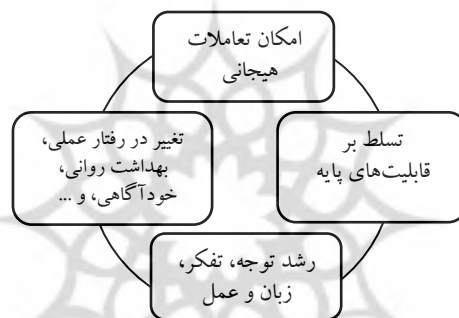 امکان تعاملات
هیجانی
تسلط بر
قابلیت‌های پایه
رشد توجه، تفکر،
زبان و عمل
تغییر در رفتار عملی،
بهداشت روانی،
خودآگاهی، و ...